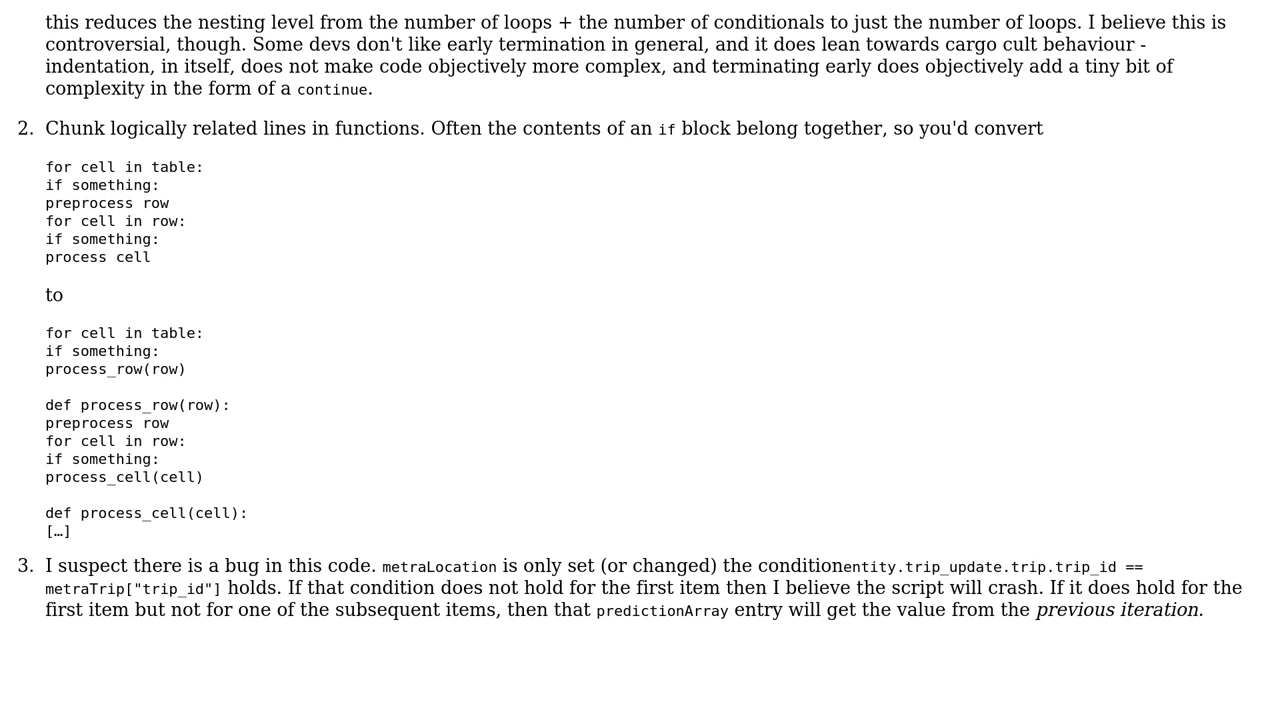 this reduces the nesting level from the number of loops + the number of conditionals to just the number of loops. I believe this is
controversial, though. Some devs don't like early termination in general, and it does lean towards cargo cult behaviour -
indentation, in itself, does not make code objectively more complex, and terminating early does objectively add a tiny bit of
complexity in the form of a continue.
2. Chunk logically related lines in functions. Often the contents of an if block belong together, so you'd convert
for cell in table:
if something:
preprocess row
for cell in row:
if something:
process cell
to
for cell in table:
if something:
process_row(row)
def process_row(row):
preprocess row
for cell in row:
if something:
process_cell(cell)
def process_cell(cell):
[…]
3. I suspect there is a bug in this code. metraLocation is only set (or changed) the conditionentity.trip_update.trip.trip_id ==
metraTrip["trip_id"] holds. If that condition does not hold for the first item then I believe the script will crash. If it does hold for the
first item but not for one of the subsequent items, then that predictionArray entry will get the value from the previous iteration.